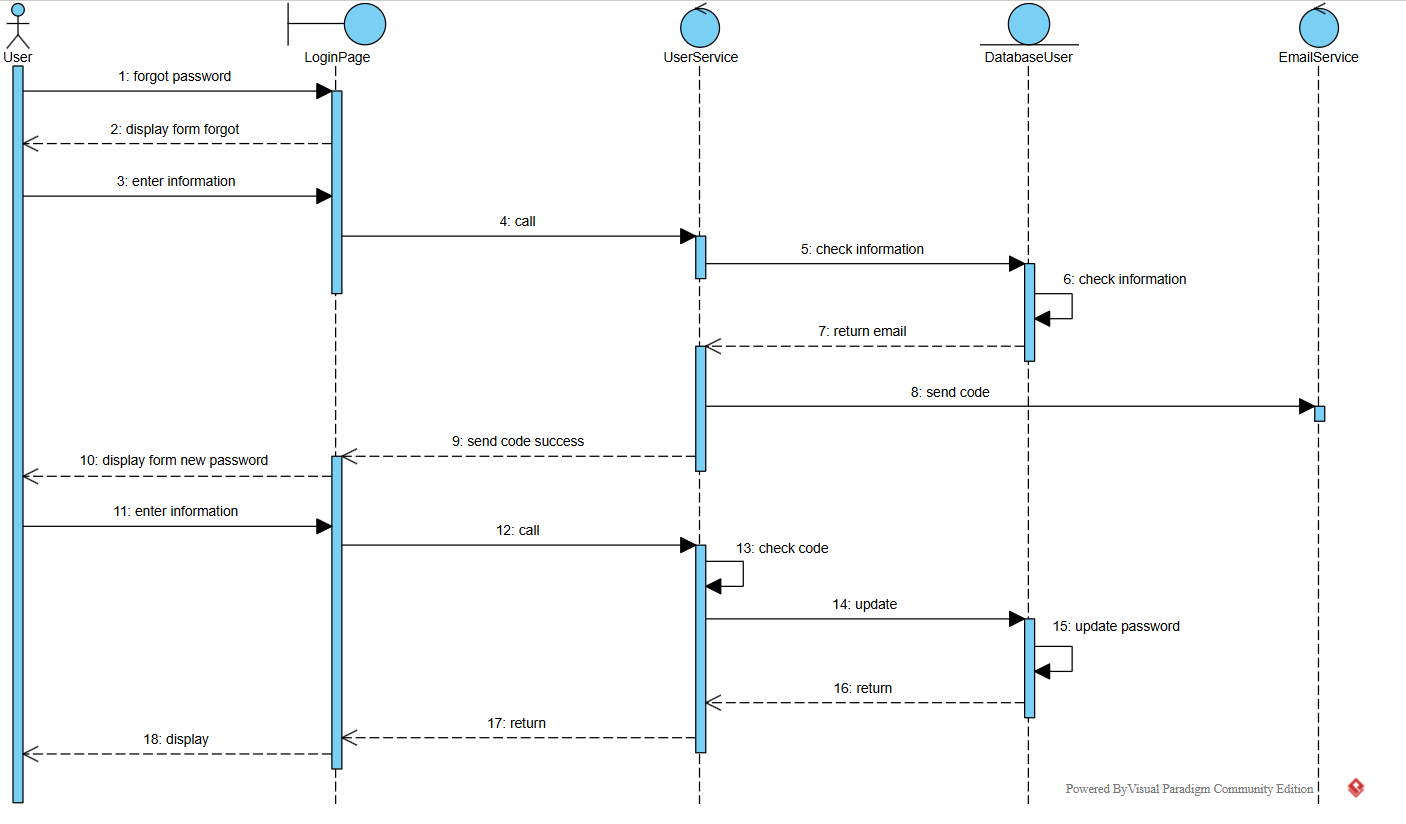 User
LoginPage
UserService
DatabaseUser
EmailService
1: forgot password
2: display form forgot
3: enter information
4: call
5: check information
6: check information
7: return email
8: send code
9: send code success
10: display form new password
11: enter information
12: call
13: check code
14: update
15: update password
16: return
17: return
18: display
Powered ByVisual Paradigm Community Edition